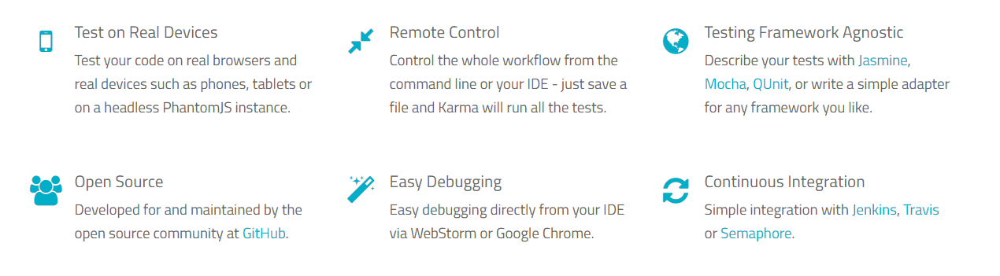 Test on Real Devices
Test your code on real browsers and
real devices such as phones, tablets or
on a headless PhantomJS instance.
Remote Control
Control the whole workflow from the
command line or your IDE - just save a
file and Karma will run all the tests.
Testing Framework Agnostic
Describe your tests with Jasmine,
Mocha, QUnit, or write a simple adapter
for any framework you like.
Open Source
Developed for and maintained by the
open source community at GitHub.
Easy Debugging
Easy debugging directly from your IDE
via WebStorm or Google Chrome.
Continuous Integration
Simple integration with Jenkins, Travis
or Semaphore.